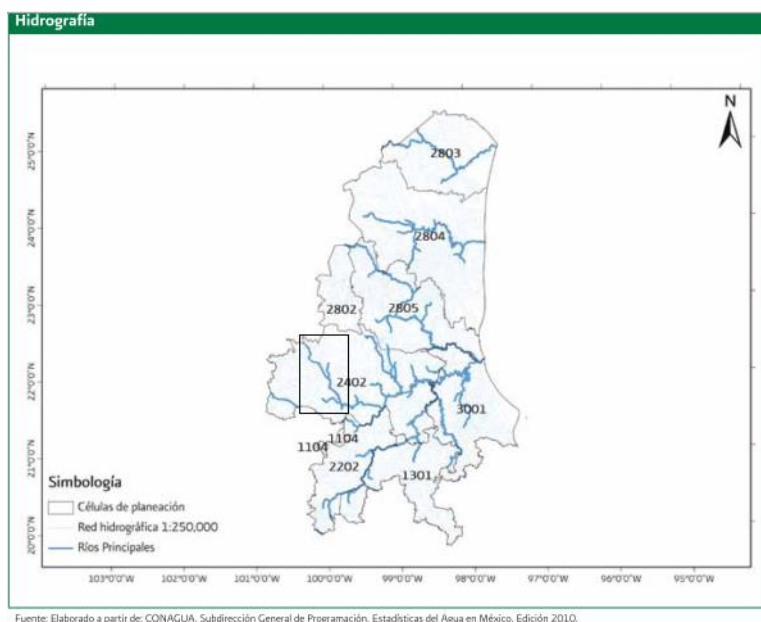 Hidrografía
N
25°0'0"N
24°0'0"N
23°0'0"N
22°0'0"N
21°0'0"N
20°0'0"N
2803
2804
2802
2805
2402
3001
1104
1104
2202
1301
Simbología
Células de planeación
Red hidrográfica 1:250,000
Ríos Principales
103°0'0"W
102°0'0"W
101°0'0"W
100°0'0"W
99°0'0"W
98°0'0"W
97°0'0"W
96°0'0"W
95°0'0"W
Fuente: Elaborado a partir de: CONAGUA. Subdirección General de Programación. Estadísticas del Agua en México. Edición 2010.